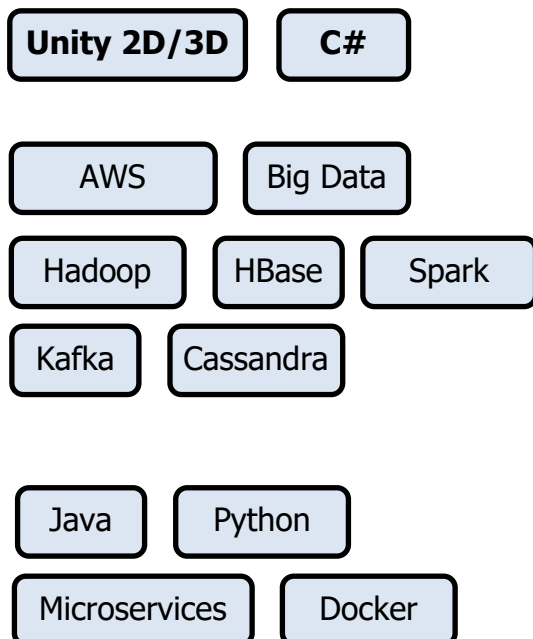 Unity 2D/3D C#
AWS Big Data
Hadoop HBase Spark
Kafka Cassandra
Java Python
Microservices Docker